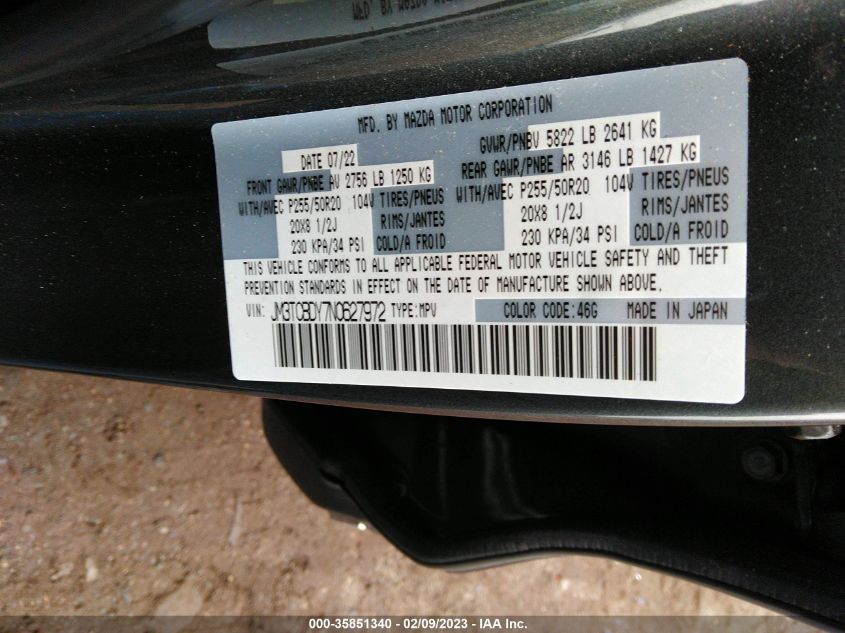 MFD. BY MAZDA MOTOR CORPORATION
DATE 07/22 GVWR/PNBV 5822 LB 2641 KG
FRONT GAWR/PNBE AV 2756 LB 1250 KG REAR GAWR/PNBE AR 3146 LB 1427 KG
WITH/AVEC P255/50R20 104V TIRES/PNEUS WITH/AVEC P255/50R20 104V TIRES/PNEUS
20X8 1/2J RIMS/JANTES 20X8 1/2J RIMS/JANTES
230 KPA/34 PSI COLD/A FROID 230 KPA/34 PSI COLD/A FROID
THIS VEHICLE CONFORMS TO ALL APPLICABLE FEDERAL MOTOR VEHICLE SAFETY AND THEFT
PREVENTION STANDARDS IN EFFECT ON THE DATE OF MANUFACTURE SHOWN ABOVE.
VIN: JM3TCBDY7N0627972 TYPE:MPV COLOR CODE:46G MADE IN JAPAN
000-35851340 - 02/09/2023 - IAA Inc.